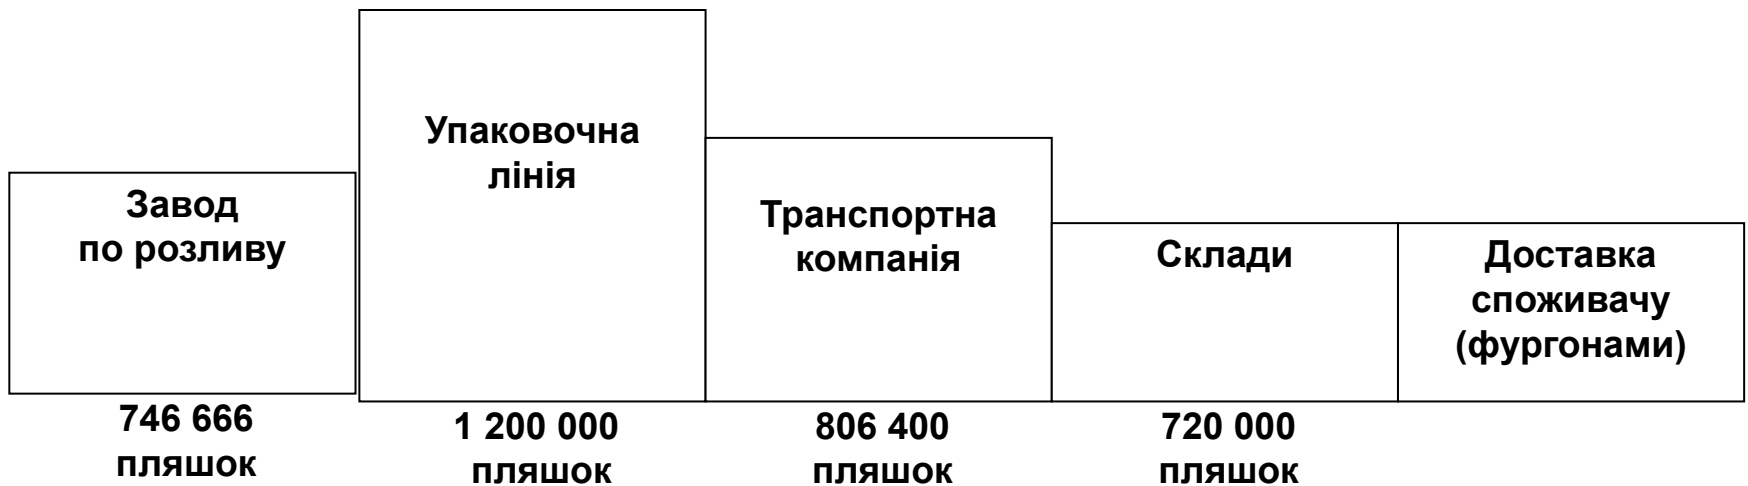 Завод
по розливу
746 666
пляшок
Упаковочна
лінія
1 200 000
пляшок
Транспортна
компанія
806 400
пляшок
Склади
720 000
пляшок
Доставка
споживачу
(фургонами)